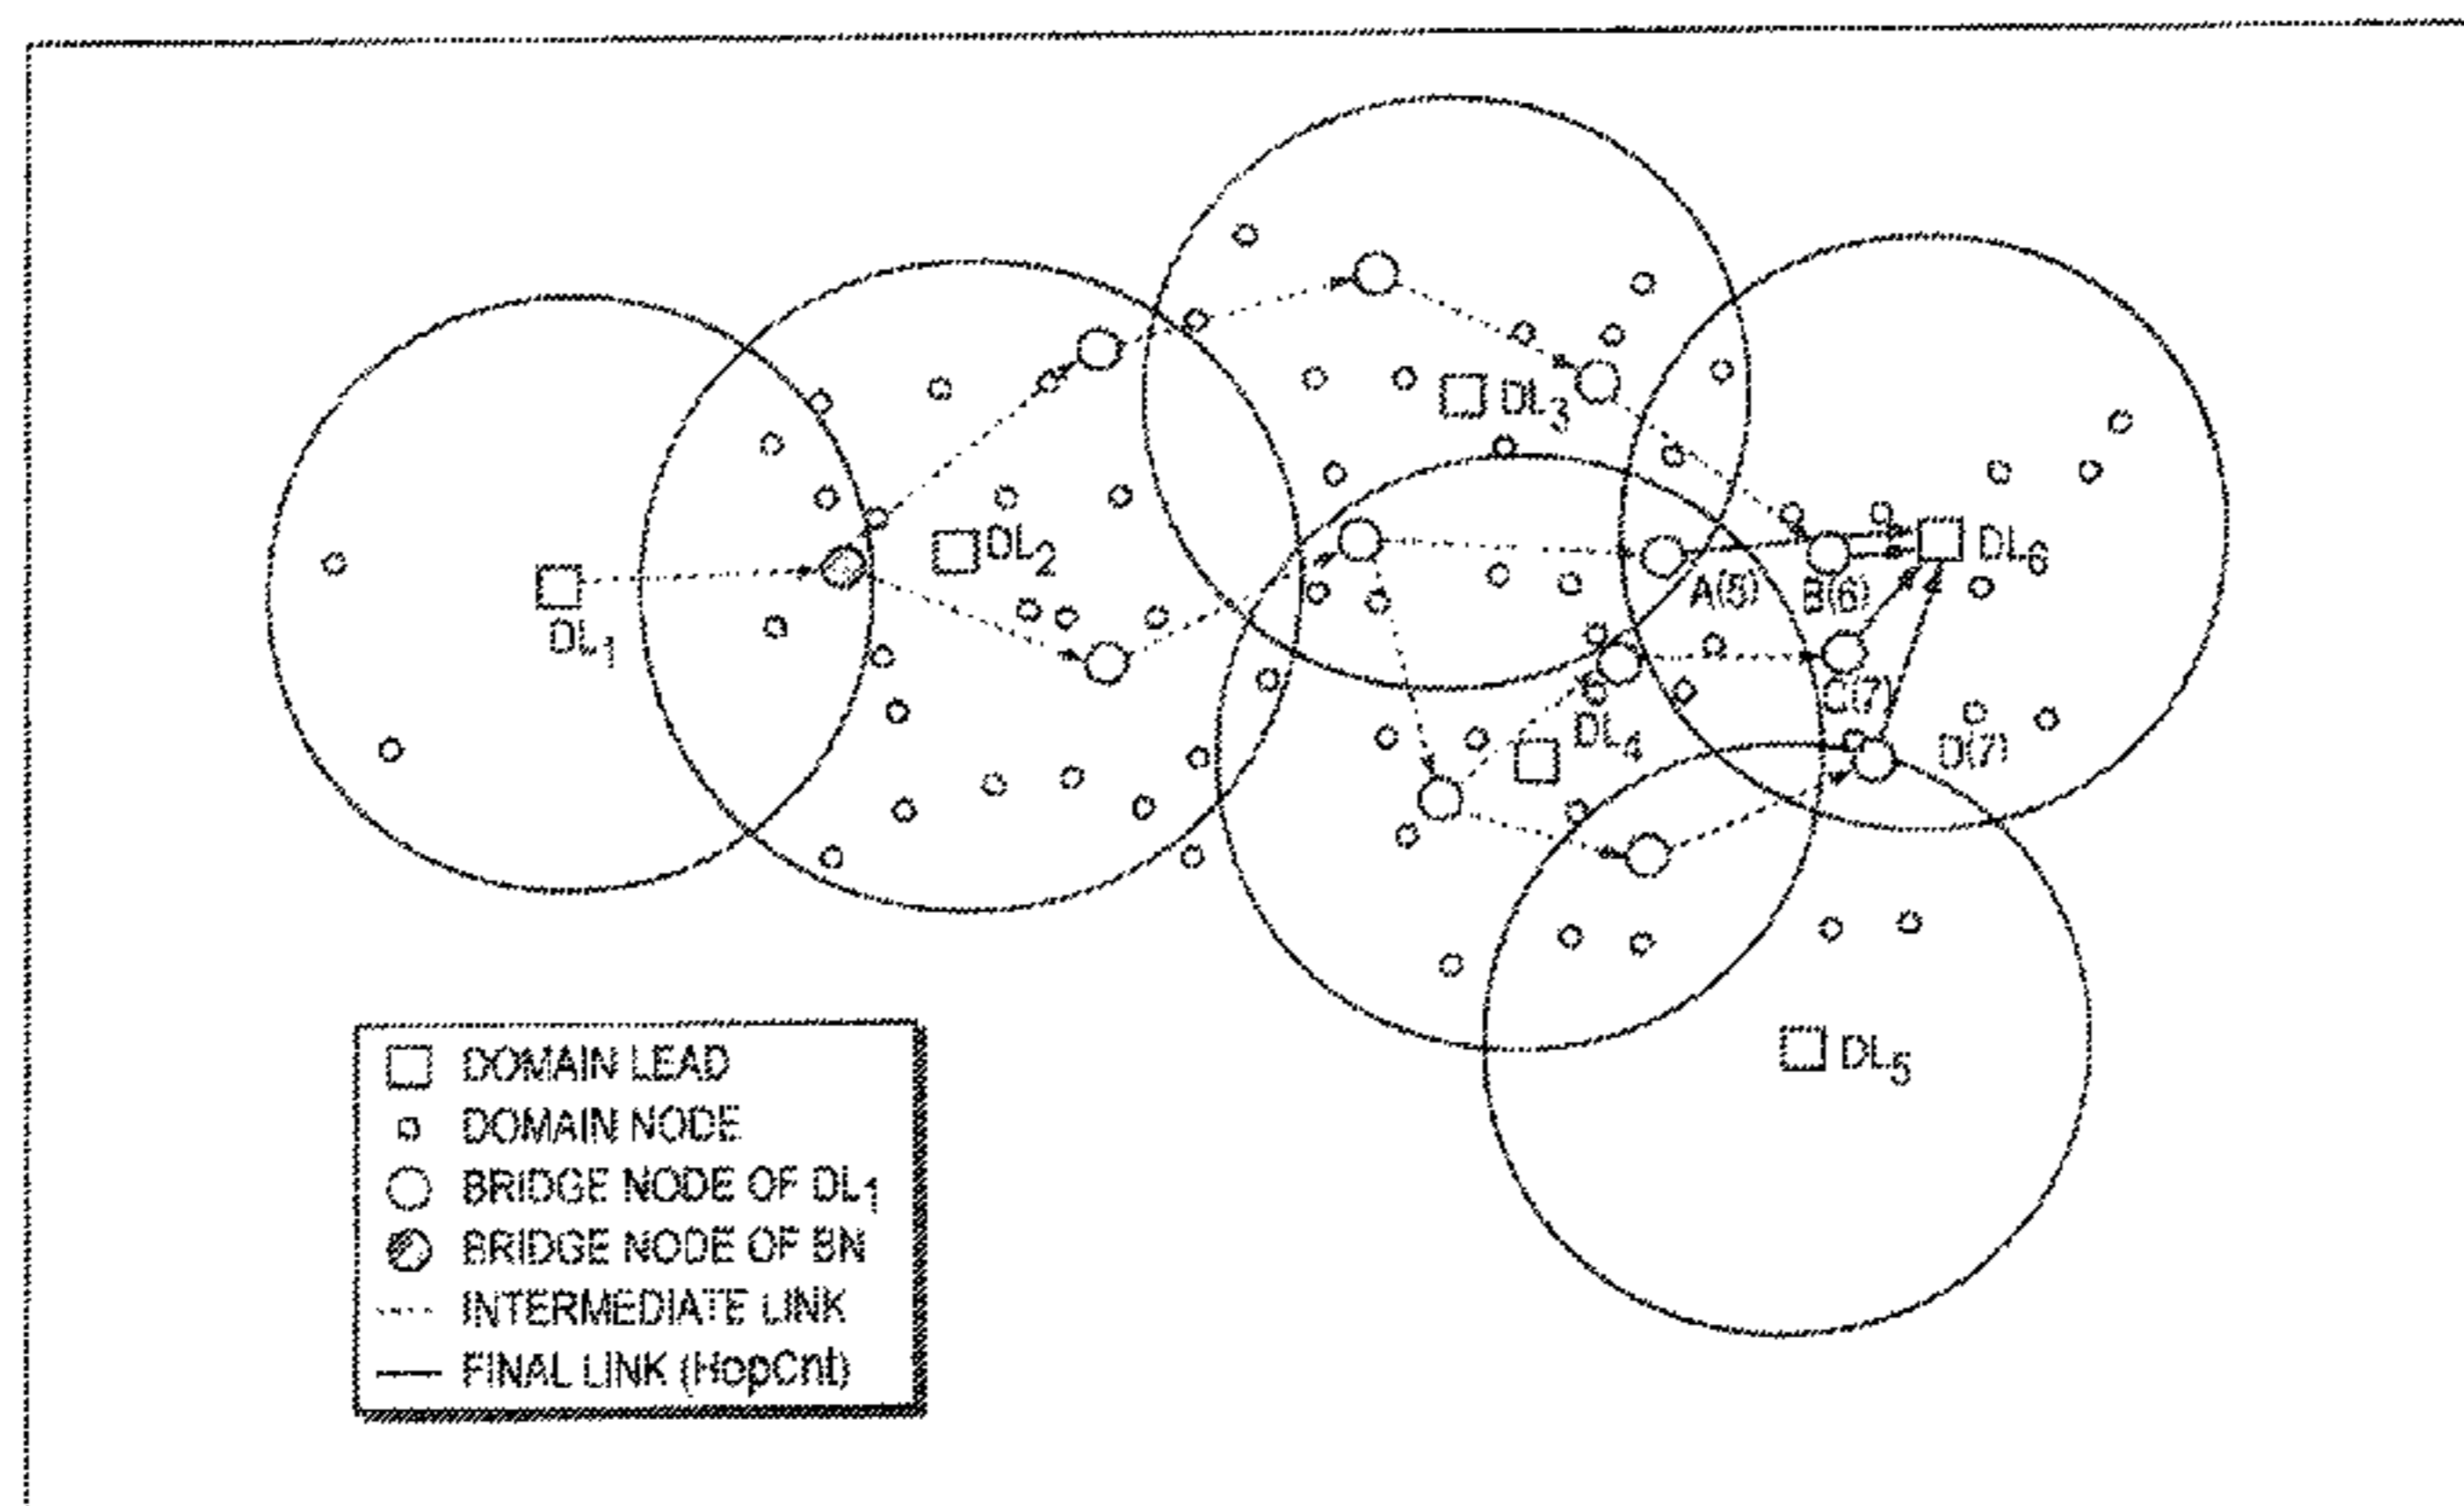 DL3
DL2
DL6
A(5) B(6)
DL1
C(7)
DL4
D(7)
DL5
DOMAIN LEAD
DOMAIN NODE
BRIDGE NODE OF DL1
BRIDGE NODE OF BN
INTERMEDIATE LINK
FINAL LINK (HopCnt)